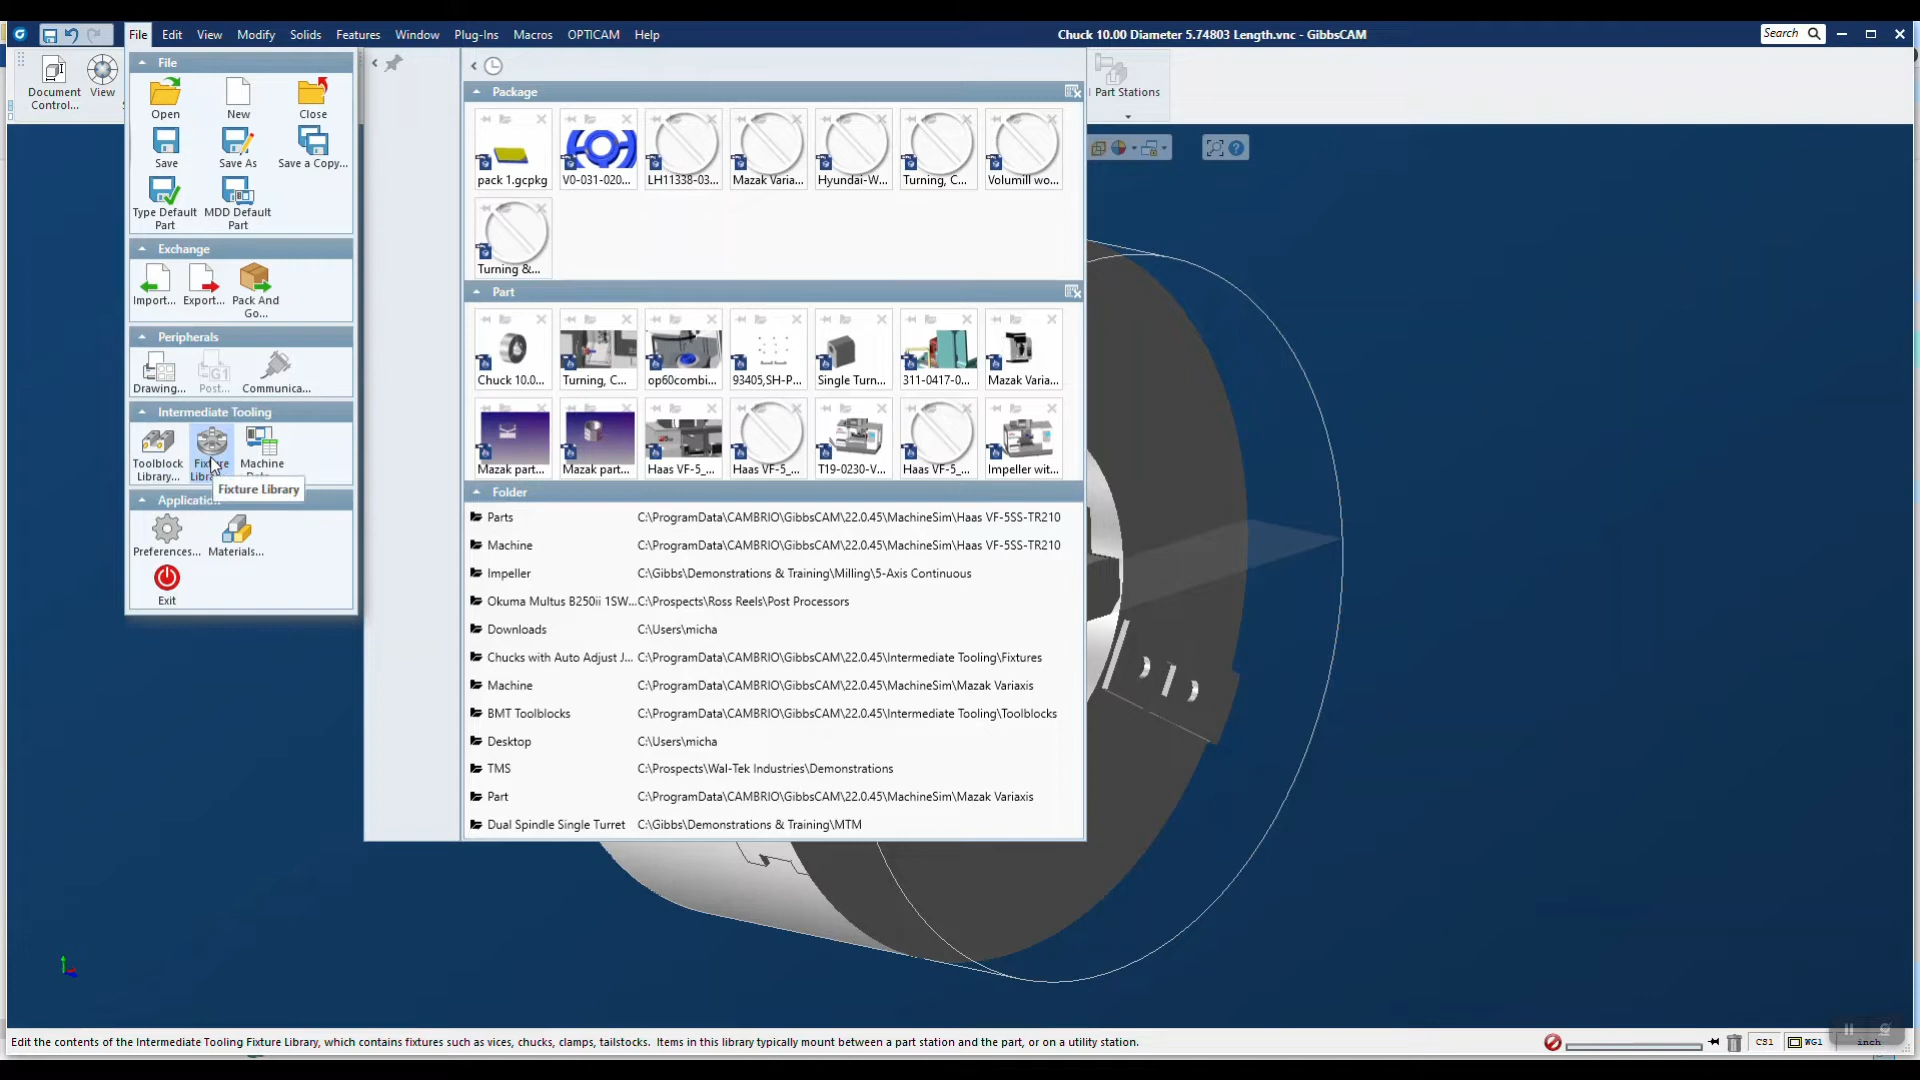 File Edit View Modify Solids Features Window Plug-Ins Macros OPTICAM Help
Chuck 10.00 Diameter 5.74803 Length.vnc - GibbsCAM
Search
Document
Control...
View
Part Stations
File
Open New Close
Save Save As Save a Copy...
Type Default
Part
MDD Default
Part
Exchange
Import... Export... Pack And
Go...
Peripherals
Drawing... Post... Communica...
Intermediate Tooling
Toolblock
Library...
Machine
Fixture Library
Preferences... Materials...
Exit
Package
pack 1.gcpkg V0-031-020... LH11338-03... Mazak Varia... Hyundai-W... Turning, C... Volumill wo...
Turning &...
Part
Chuck 10.0... Turning, C... op60combi... 93405,SH-P... Single Turn... 311-0417-0... Mazak Varia...
Mazak part... Mazak part... Haas VF-5_... Haas VF-5_... T19-0230-V... Haas VF-5_... Impeller wit...
Folder
Parts C:\ProgramData\CAMBRIO\GibbsCAM\22.0.45\MachineSim\Haas VF-5SS-TR210
Machine C:\ProgramData\CAMBRIO\GibbsCAM\22.0.45\MachineSim\Haas VF-5SS-TR210
Impeller C:\Gibbs\Demonstrations & Training\Milling\5-Axis Continuous
Okuma Multus B250ii 1SW... C:\Prospects\Ross Reels\Post Processors
Downloads C:\Users\micha
Chucks with Auto Adjust J... C:\ProgramData\CAMBRIO\GibbsCAM\22.0.45\Intermediate Tooling\Fixtures
Machine C:\ProgramData\CAMBRIO\GibbsCAM\22.0.45\MachineSim\Mazak Variaxis
BMT Toolblocks C:\ProgramData\CAMBRIO\GibbsCAM\22.0.45\Intermediate Tooling\Toolblocks
Desktop C:\Users\micha
TMS C:\Prospects\Wal-Tek Industries\Demonstrations
Part C:\ProgramData\CAMBRIO\GibbsCAM\22.0.45\MachineSim\Mazak Variaxis
Dual Spindle Single Turret C:\Gibbs\Demonstrations & Training\MTM
Edit the contents of the Intermediate Tooling Fixture Library, which contains fixtures such as vices, chucks, clamps, tailstocks. Items in this library typically mount between a part station and the part, or on a utility station.
CS1 WG1 inch